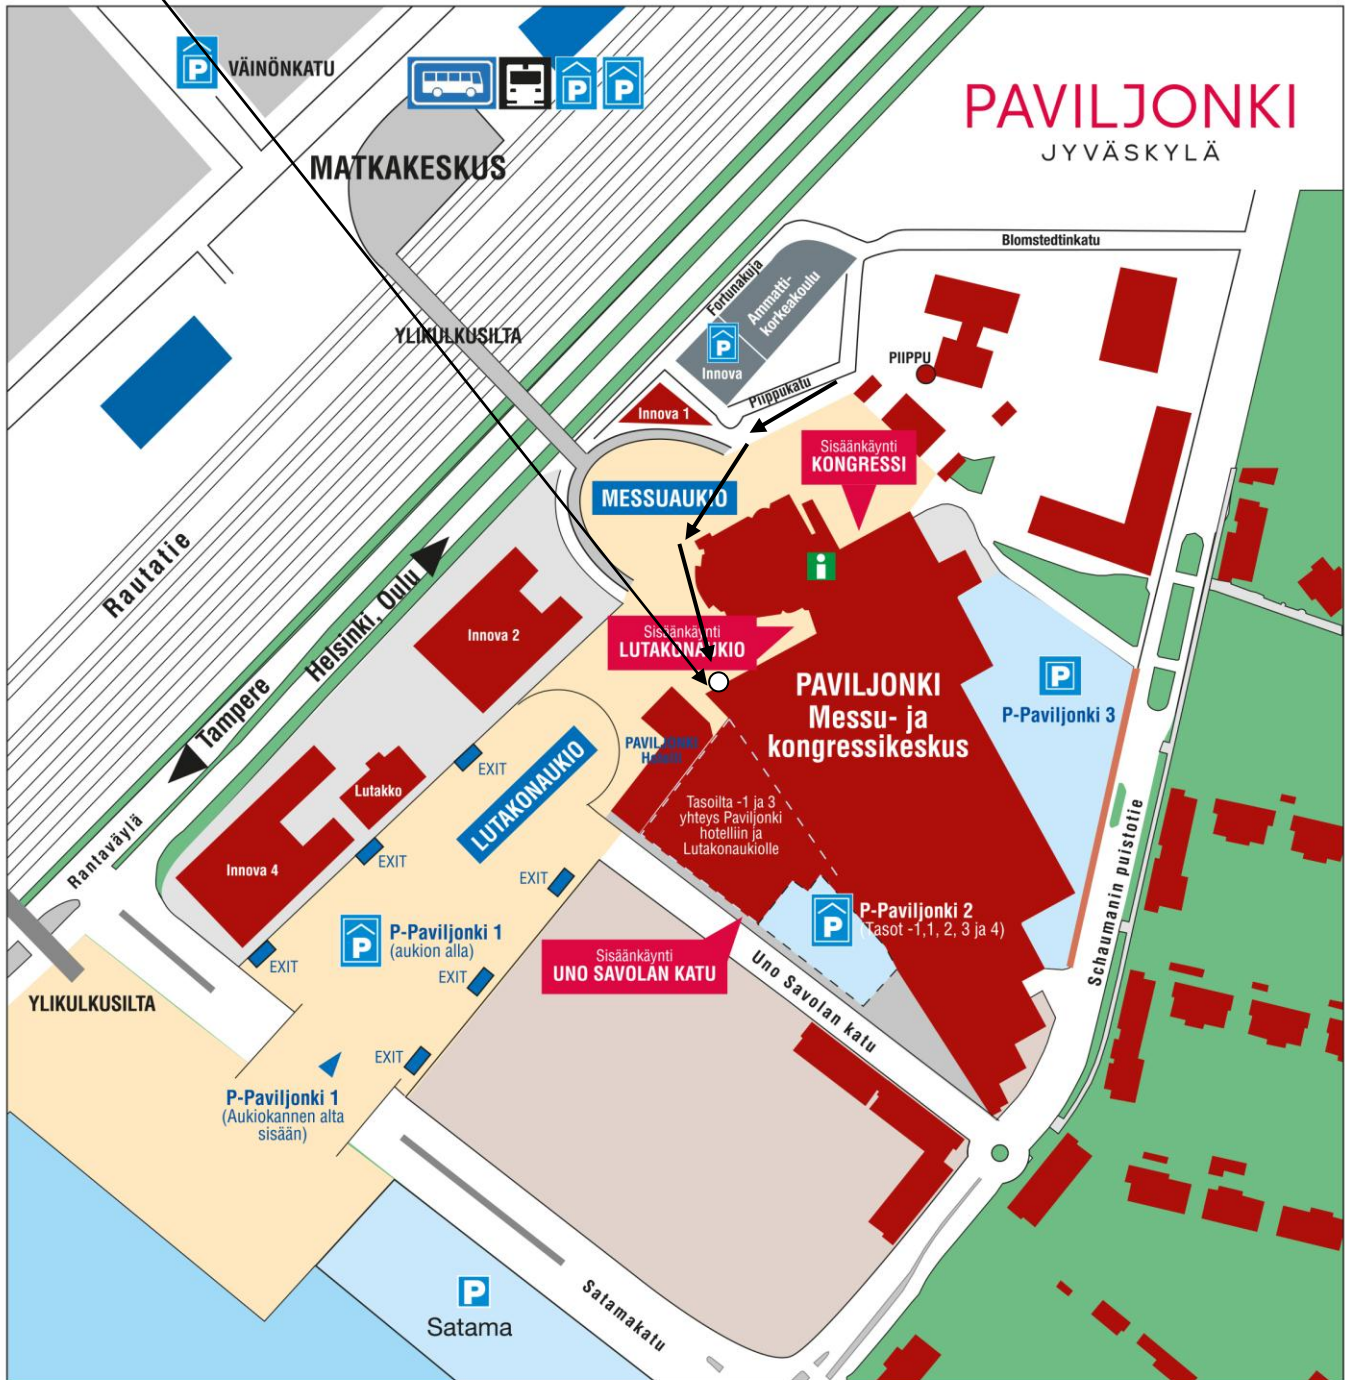 VÄINÖNKATU
MATKAKESKUS
PAVILJONKI
JYVÄSKYLÄ
Blomstedtinkatu
Fortunakuja
Ammatti-
korkeakoulu
Innova
Piippukatu
PIIPPU
YLIKULKUSILTA
Innova 1
Sisäänkäynti
KONGRESSI
MESSUAUKIO
Rautatie
Helsinki, Oulu
Tampere
Innova 2
Sisäänkäynti
LUTAKONAUKIO
PAVILJONKI
Messu- ja
kongressikeskus
P-Paviljonki 3
PAVILJONKI
LUTAKONAUKIO
EXIT
Lutakko
Rantaväylä
Innova 4
EXIT
EXIT
Tasoilta -1 ja 3
yhteys Paviljonki
hotelliin ja
Lutakonaukiolle
Schaumanin puistotie
P-Paviljonki 2
(Tasot -1,1, 2, 3 ja 4)
P-Paviljonki 1
(aukion alla)
Sisäänkäynti
UNO SAVOLAN KATU
Uno Savolan katu
EXIT
EXIT
YLIKULKUSILTA
EXIT
P-Paviljonki 1
(Aukiokannen alta
sisään)
P
Satama
Satamakatu